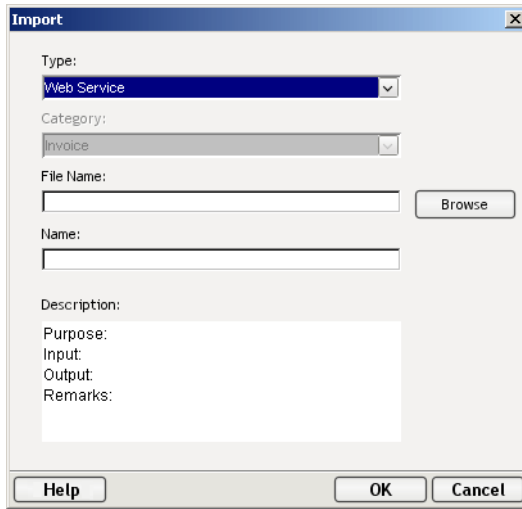 Import
Type:
Web Service
Category:
Invoice
File Name:
Browse
Name:
Description:
Purpose:
Input:
Output:
Remarks:
Help
OK
Cancel